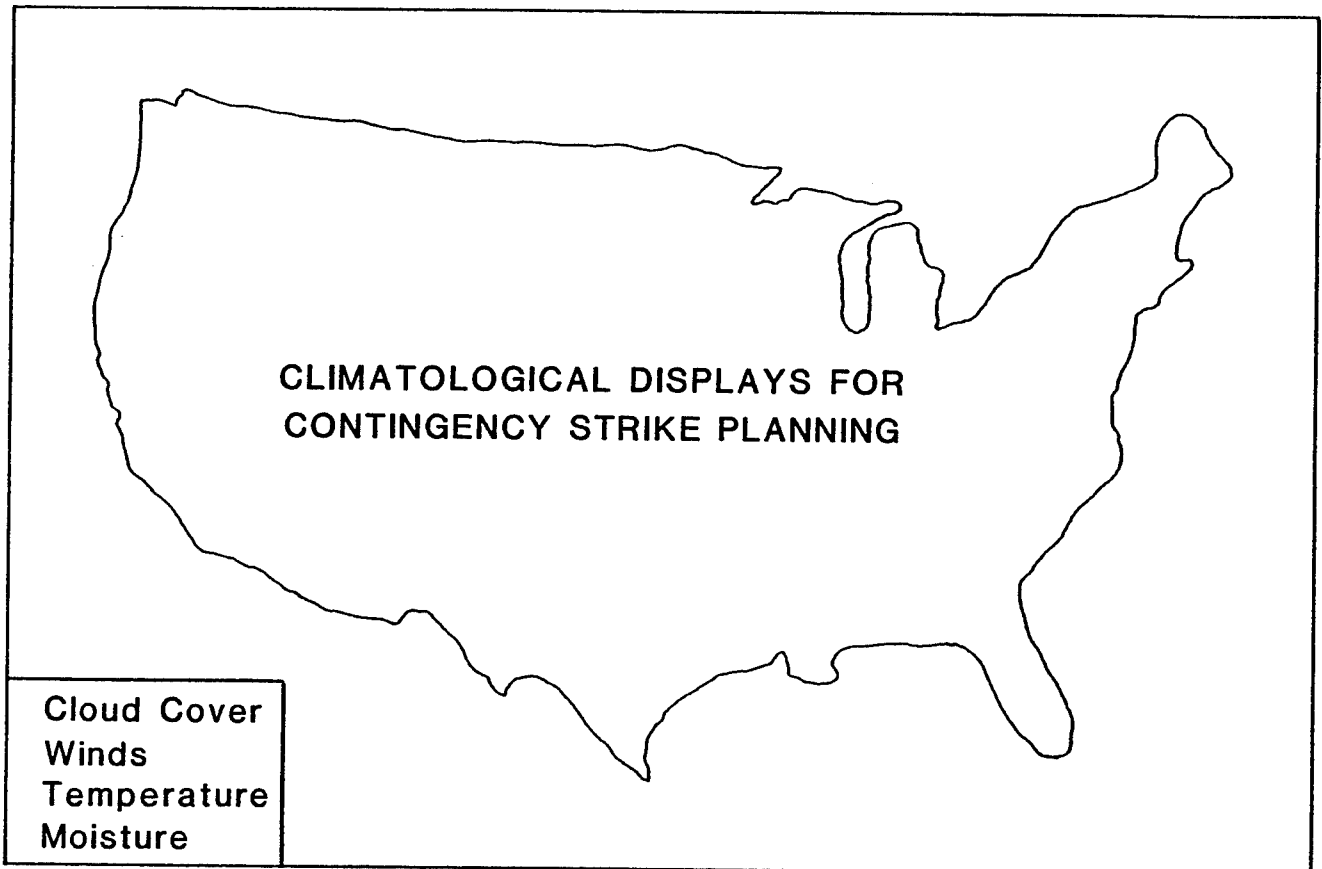 CLIMATOLOGICAL DISPLAYS FOR
CONTINGENCY STRIKE PLANNING
Cloud Cover
Winds
Temperature
Moisture